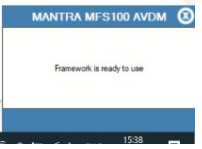 MANTRA MFS100 AVDM
Framework is ready to use
15:38